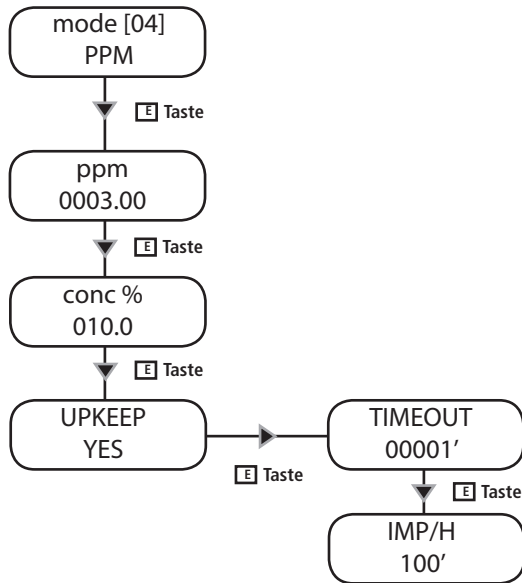 mode [04]
PPM
E Taste
ppm
0003.00
E Taste
conc %
010.0
E Taste
UPKEEP
YES
E Taste
TIMEOUT
00001’
E Taste
IMP/H
100’